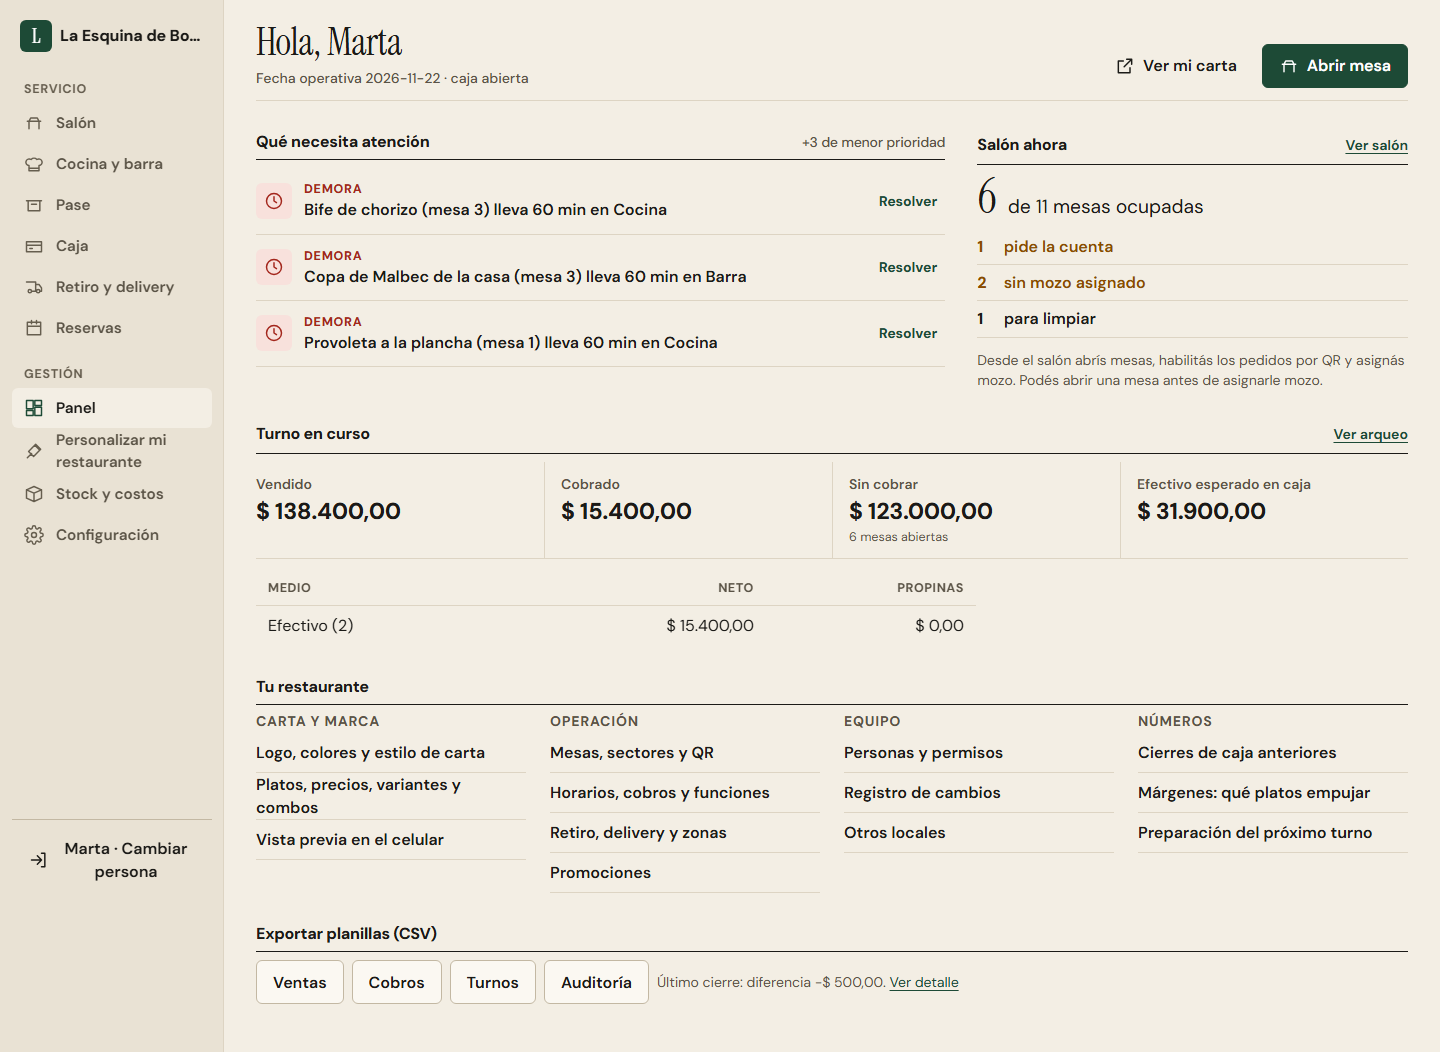 L La Esquina de Bo...
SERVICIO
Salón
Cocina y barra
Pase
Caja
Retiro y delivery
Reservas
GESTIÓN
Panel
Personalizar mi
restaurante
Stock y costos
Configuración
Marta · Cambiar
persona
Hola, Marta
Fecha operativa 2026-11-22 · caja abierta
Ver mi carta
Abrir mesa
Qué necesita atención
+3 de menor prioridad
DEMORA
Bife de chorizo (mesa 3) lleva 60 min en Cocina
Resolver
DEMORA
Copa de Malbec de la casa (mesa 3) lleva 60 min en Barra
Resolver
DEMORA
Provoleta a la plancha (mesa 1) lleva 60 min en Cocina
Resolver
Salón ahora
Ver salón
6 de 11 mesas ocupadas
1 pide la cuenta
2 sin mozo asignado
1 para limpiar
Desde el salón abrís mesas, habilitás los pedidos por QR y asignás
mozo. Podés abrir una mesa antes de asignarle mozo.
Turno en curso
Ver arqueo
Vendido
$ 138.400,00
Cobrado
$ 15.400,00
Sin cobrar
$ 123.000,00
6 mesas abiertas
Efectivo esperado en caja
$ 31.900,00
MEDIO NETO PROPINAS
Efectivo (2) $ 15.400,00 $ 0,00
Tu restaurante
CARTA Y MARCA
Logo, colores y estilo de carta
Platos, precios, variantes y
combos
Vista previa en el celular
OPERACIÓN
Mesas, sectores y QR
Horarios, cobros y funciones
Retiro, delivery y zonas
Promociones
EQUIPO
Personas y permisos
Registro de cambios
Otros locales
NÚMEROS
Cierres de caja anteriores
Márgenes: qué platos empujar
Preparación del próximo turno
Exportar planillas (CSV)
Ventas
Cobros
Turnos
Auditoría
Último cierre: diferencia -$ 500,00. Ver detalle